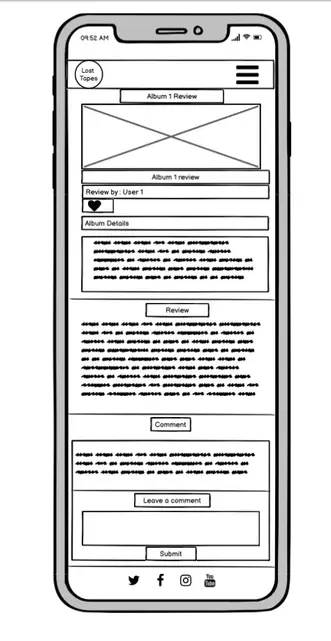 09:52 AM
Lost
Tapes
Album 1 Review
Album 1 review
Review by: User 1
Album Details
Review
Comment
Leave a comment
Submit
You
Tube